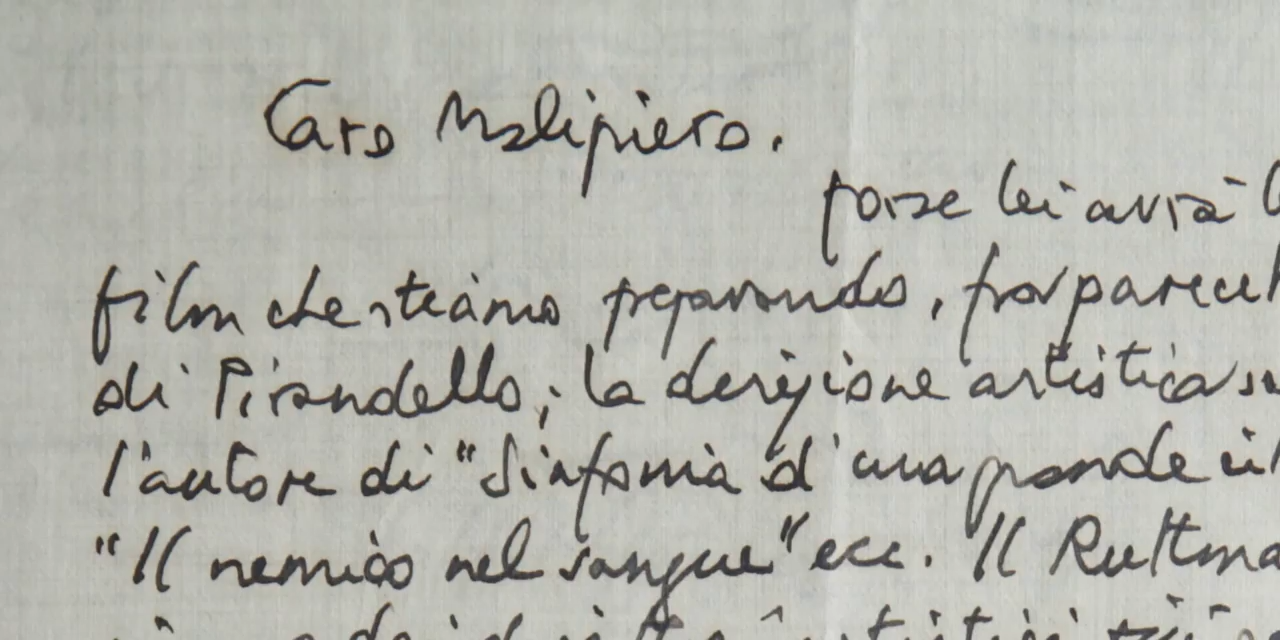 Caro Malipiero.
forse lei avrà
film che stiamo preparando, 
di Pirandello; la direzione artistica
l'autore di "Sinfonia d'una grande
"Il nemico nel sangue" ecc. Il Ruttma